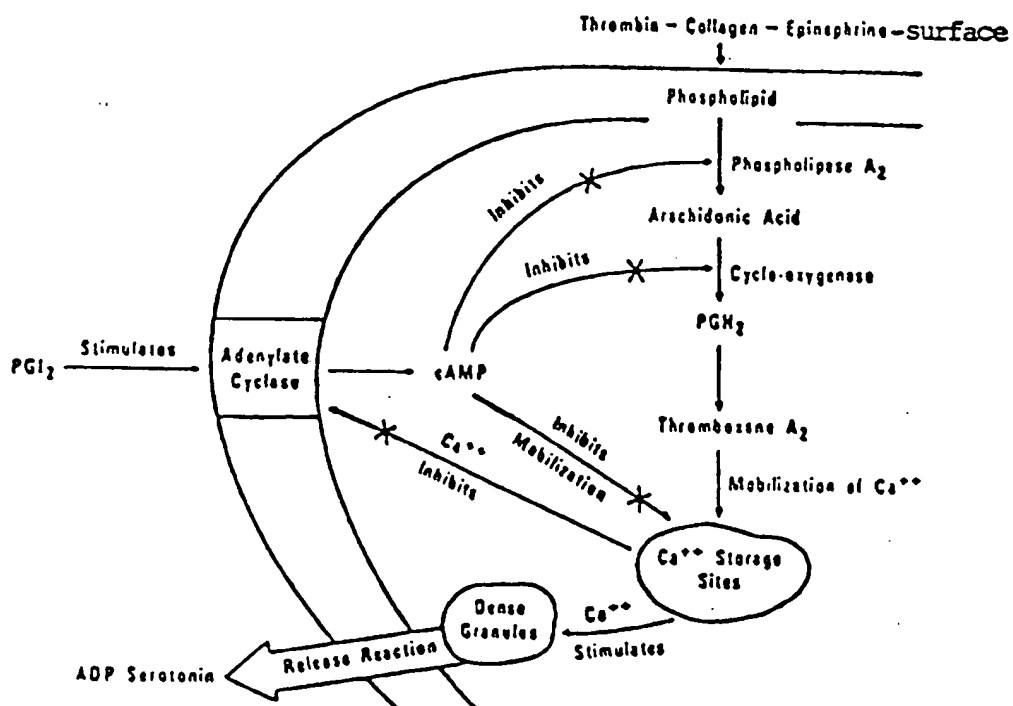 Thrombin – Collagen – Epinephrine – surface
Phospholipid
Phospholipase A₂
Inhibits
Arachidonic Acid
Inhibits
Cyclo-oxygenase
PGH₂
PGI₂
Stimulates
Adenylate
Cyclase
cAMP
Thromboxane A₂
Inhibits
Mobilization
Ca⁺⁺
Inhibits
Mobilization of Ca⁺⁺
Ca⁺⁺ Storage
Sites
Dense
Granules
Ca⁺⁺
Stimulates
Release Reaction
ADP Serotonin